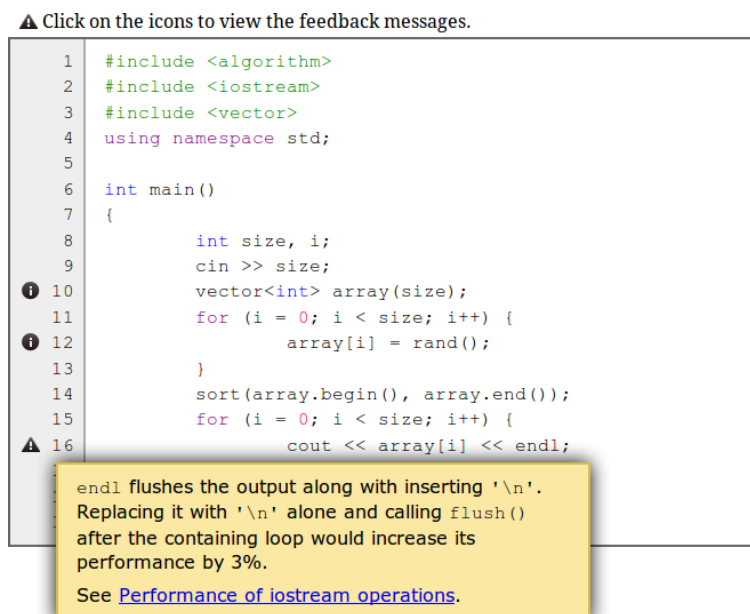 Click on the icons to view the feedback messages.
1 #include <algorithm>
2 #include <iostream>
3 #include <vector>
4 using namespace std;
5
6 int main()
7 {
8 int size, i;
9 cin >> size;
10 vector<int> array(size);
11 for (i = 0; i < size; i++) {
12 array[i] = rand();
13 }
14 sort(array.begin(), array.end());
15 for (i = 0; i < size; i++) {
16 cout << array[i] << endl;
endl flushes the output along with inserting '\n'.
Replacing it with '\n' alone and calling flush()
after the containing loop would increase its
performance by 3%.
See Performance of iostream operations.